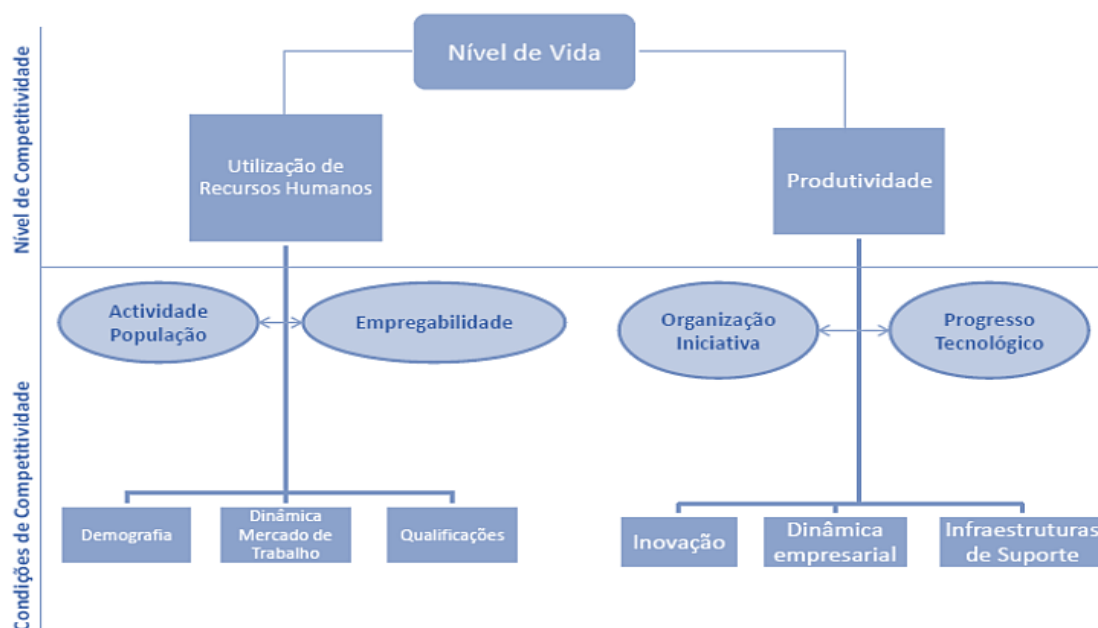 Nível de Competitividade
Nível de Vida
Utilização de
Recursos Humanos
Produtividade
Condições de Competitividade
Actividade
População
Empregabilidade
Organização
Iniciativa
Progresso
Tecnológico
Demografia
Dinâmica
Mercado de
Trabalho
Qualificações
Inovação
Dinâmica
empresarial
Infraestruturas
de Suporte